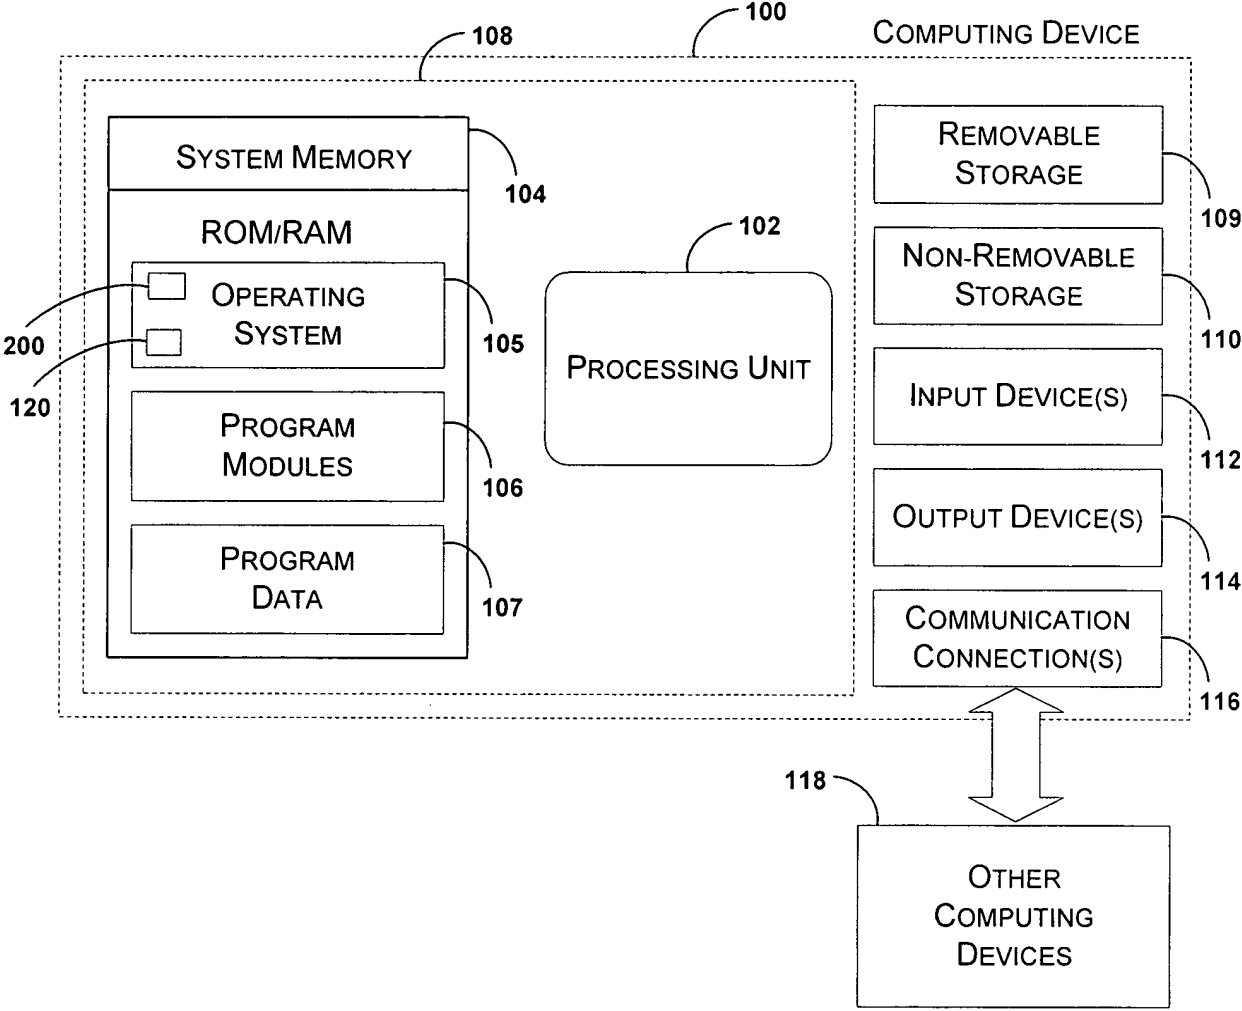 100
COMPUTING DEVICE
108
SYSTEM MEMORY
104
ROM/RAM
OPERATING
SYSTEM
200
120
105
PROGRAM
MODULES
106
PROGRAM
DATA
107
102
PROCESSING UNIT
REMOVABLE
STORAGE
109
NON-REMOVABLE
STORAGE
110
INPUT DEVICE(S)
112
OUTPUT DEVICE(S)
114
COMMUNICATION
CONNECTION(S)
116
118
OTHER
COMPUTING
DEVICES